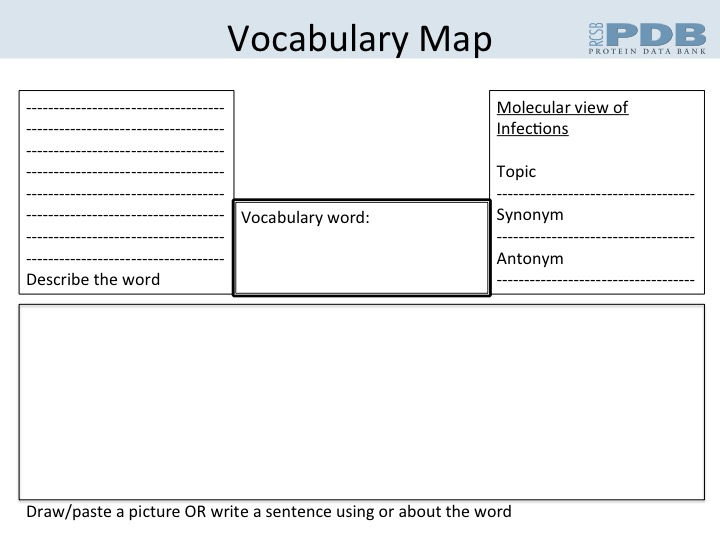 Vocabulary Map
RCSB
PDB
PROTEIN DATA BANK
------------------------------------
------------------------------------
------------------------------------
------------------------------------
------------------------------------
------------------------------------
------------------------------------
------------------------------------
Describe the word
Vocabulary word:
Molecular view of
Infections
Topic
------------------------------------
Synonym
------------------------------------
Antonym
------------------------------------
Draw/paste a picture OR write a sentence using or about the word